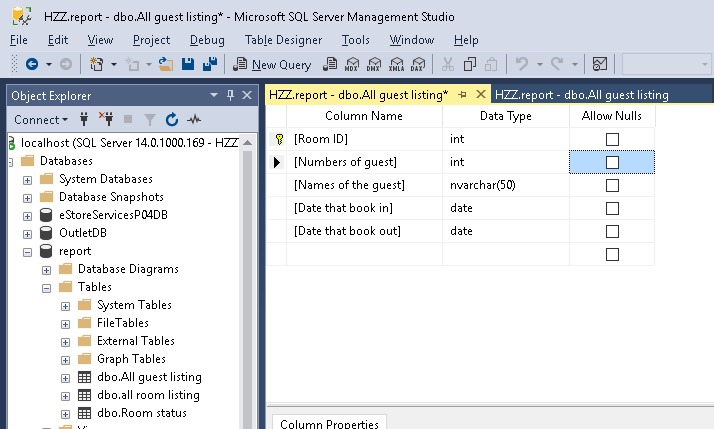 HZZ.report - dbo.All guest listing* - Microsoft SQL Server Management Studio
File Edit View Project Debug Table Designer Tools Window Help
New Query MDX DMX XMLA DAX
Object Explorer
Connect
localhost (SQL Server 14.0.1000.169 - HZZ
Databases
System Databases
Database Snapshots
eStoreServicesP04DB
OutletDB
report
Database Diagrams
Tables
System Tables
FileTables
External Tables
Graph Tables
dbo.All guest listing
dbo.all room listing
dbo.Room status
HZZ.report - dbo.All guest listing* HZZ.report - dbo.All guest listing
Column Name Data Type Allow Nulls
[Room ID] int
[Numbers of guest] int
[Names of the guest] nvarchar(50)
[Date that book in] date
[Date that book out] date
Column Properties